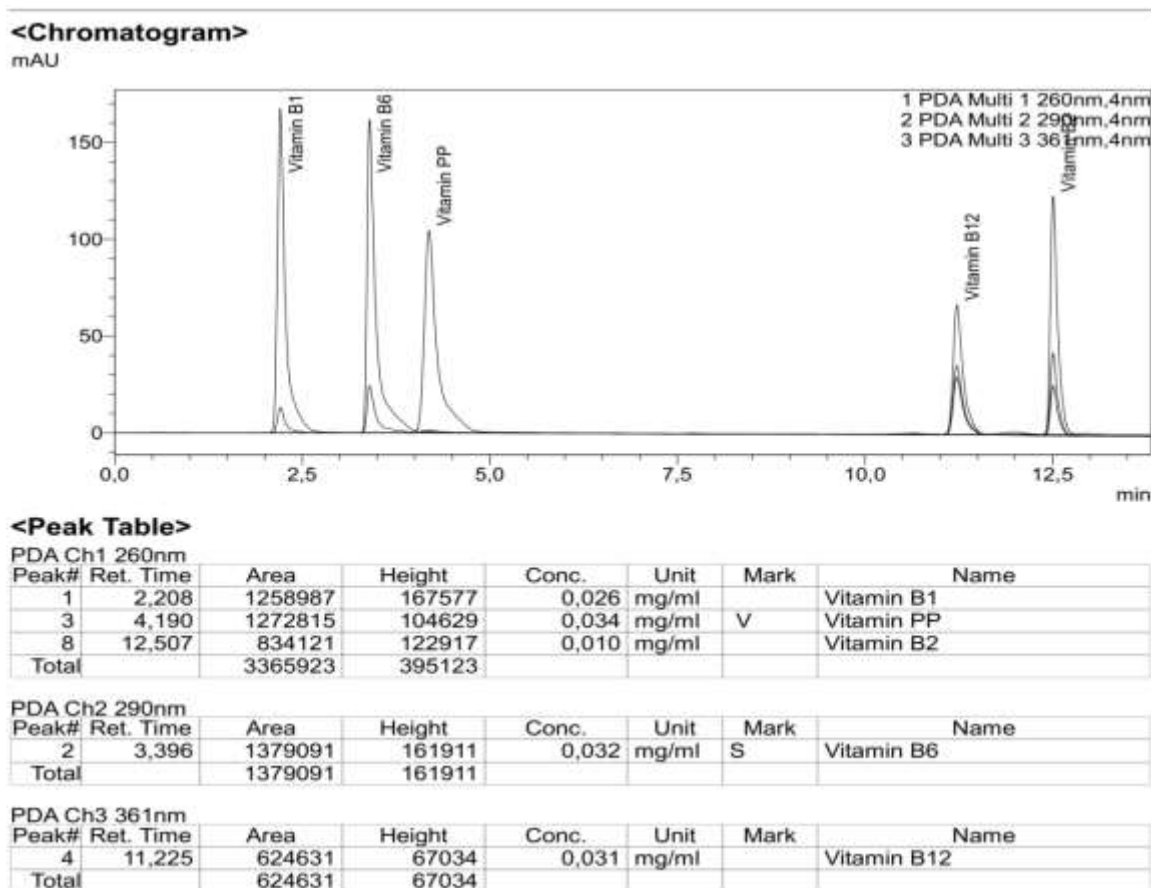 <Chromatogram>
mAU
1 PDA Multi 1 260nm,4nm
2 PDA Multi 2 290nm,4nm
3 PDA Multi 3 361nm,4nm
Vitamin B1
Vitamin B6
Vitamin PP
Vitamin B12
Vitamin B2
150
100
50
0
0,0 2,5 5,0 7,5 10,0 12,5
min
<Peak Table>
PDA Ch1 260nm
Peak# Ret. Time Area Height Conc. Unit Mark Name
1 2,208 1258987 167577 0,026 mg/ml Vitamin B1
3 4,190 1272815 104629 0,034 mg/ml V Vitamin PP
8 12,507 834121 122917 0,010 mg/ml Vitamin B2
Total 3365923 395123
PDA Ch2 290nm
Peak# Ret. Time Area Height Conc. Unit Mark Name
2 3,396 1379091 161911 0,032 mg/ml S Vitamin B6
Total 1379091 161911
PDA Ch3 361nm
Peak# Ret. Time Area Height Conc. Unit Mark Name
4 11,225 624631 67034 0,031 mg/ml Vitamin B12
Total 624631 67034